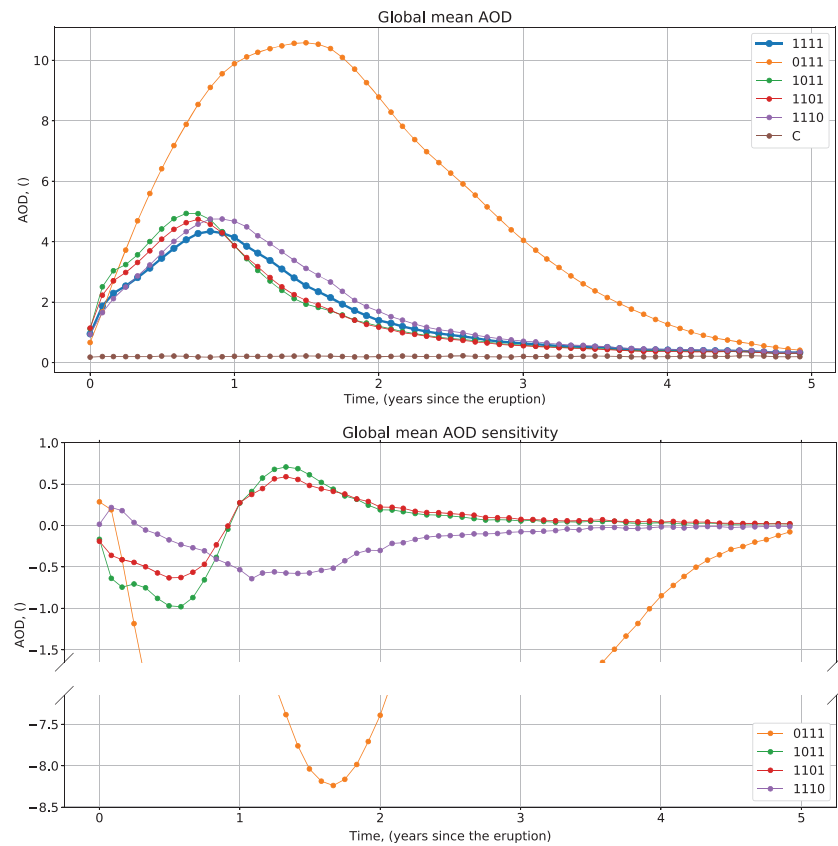 Global mean AOD
10
8
6
4
2
0
AOD, ()
1111
0111
1011
1101
1110
C
0 1 2 3 4 5
Time, (years since the eruption)
Global mean AOD sensitivity
1.0
0.5
0.0
−0.5
−1.0
−1.5
AOD, ()
−7.5
−8.0
−8.5
0111
1011
1101
1110
0 1 2 3 4 5
Time, (years since the eruption)